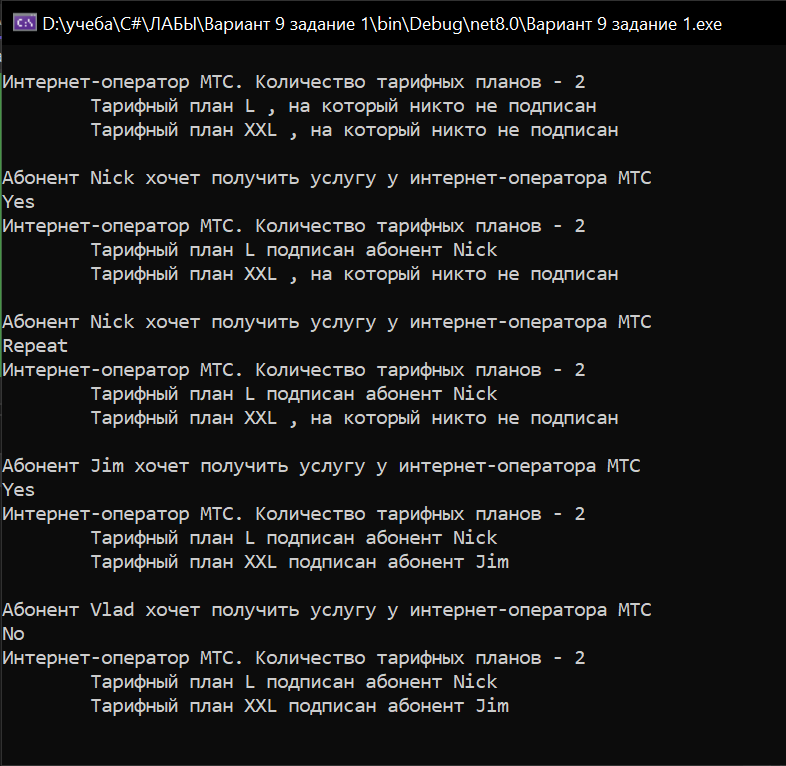 D:\учеба\C#\ЛАБЫ\Вариант 9 задание 1\bin\Debug\net8.0\Вариант 9 задание 1.exe
Интернет-оператор МТС. Количество тарифных планов - 2
Тарифный план L , на который никто не подписан
Тарифный план XXL , на который никто не подписан
Абонент Nick хочет получить услугу у интернет-оператора МТС
Yes
Интернет-оператор МТС. Количество тарифных планов - 2
Тарифный план L подписан абонент Nick
Тарифный план XXL , на который никто не подписан
Абонент Nick хочет получить услугу у интернет-оператора МТС
Repeat
Интернет-оператор МТС. Количество тарифных планов - 2
Тарифный план L подписан абонент Nick
Тарифный план XXL , на который никто не подписан
Абонент Jim хочет получить услугу у интернет-оператора МТС
Yes
Интернет-оператор МТС. Количество тарифных планов - 2
Тарифный план L подписан абонент Nick
Тарифный план XXL подписан абонент Jim
Абонент Vlad хочет получить услугу у интернет-оператора МТС
No
Интернет-оператор МТС. Количество тарифных планов - 2
Тарифный план L подписан абонент Nick
Тарифный план XXL подписан абонент Jim